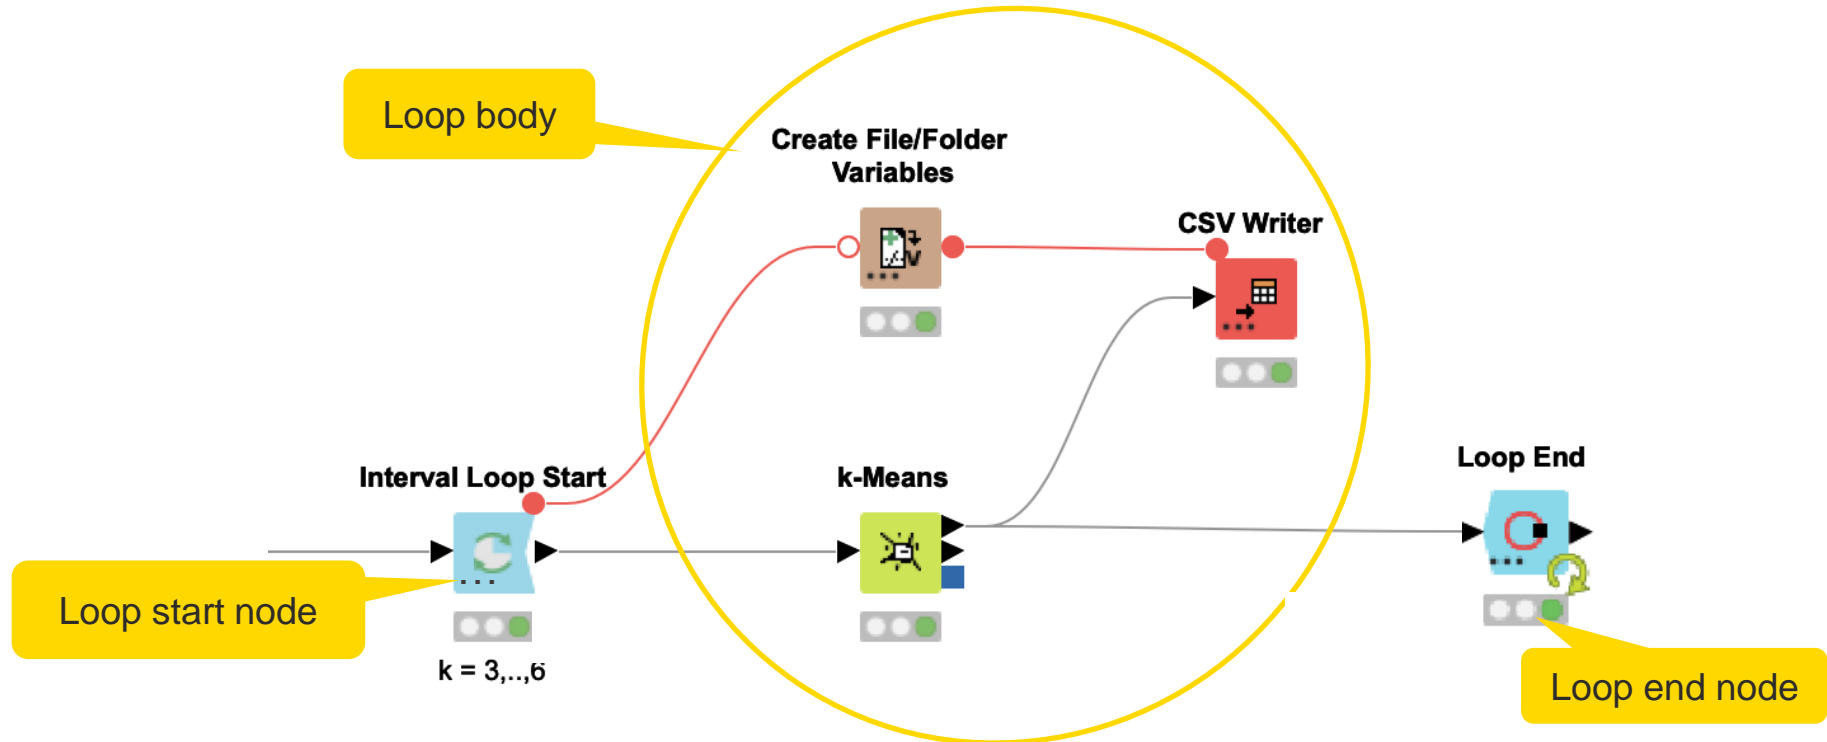 Loop body
Create File/Folder
Variables
CSV Writer
Interval Loop Start
k-Means
Loop End
Loop start node
k = 3,..,6
Loop end node